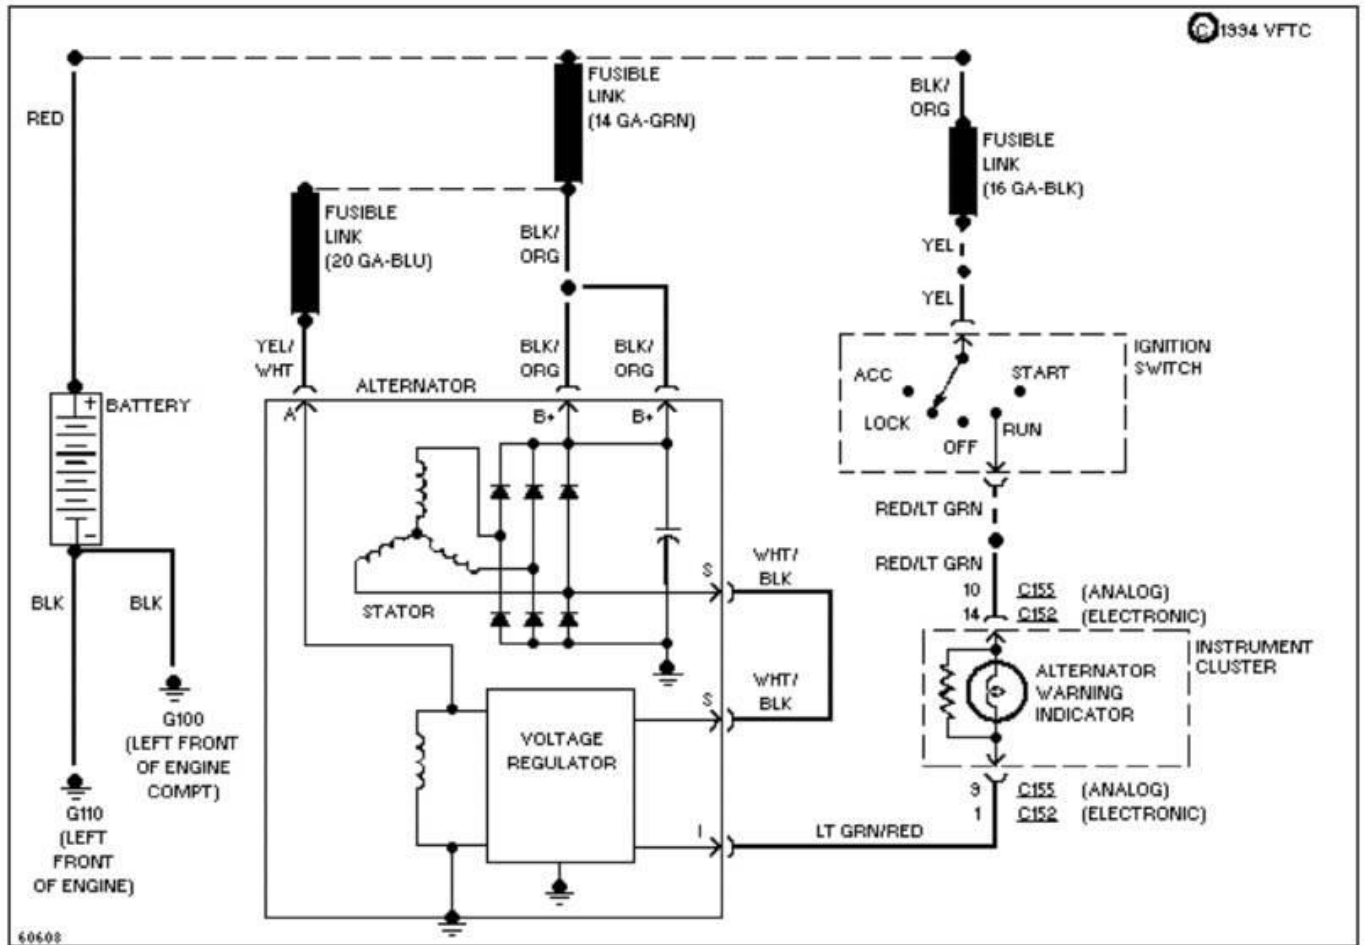 © 1994 VFTC
RED
FUSIBLE
LINK
(14 GA-GRN)
BLK/
ORG
FUSIBLE
LINK
(16 GA-BLK)
FUSIBLE
LINK
(20 GA-BLU)
BLK/
ORG
YEL
YEL
YEL/
WHT
BLK/
ORG
BLK/
ORG
ALTERNATOR
IGNITION
SWITCH
ACC
START
LOCK
OFF
RUN
+
BATTERY
-
A
B+
B+
RED/LT GRN
RED/LT GRN
BLK
BLK
STATOR
S
WHT/
BLK
10 C155 (ANALOG)
14 C152 (ELECTRONIC)
INSTRUMENT
CLUSTER
ALTERNATOR
WARNING
INDICATOR
S
WHT/
BLK
G100
(LEFT FRONT
OF ENGINE
COMPT)
VOLTAGE
REGULATOR
9 C155 (ANALOG)
1 C152 (ELECTRONIC)
I
LT GRN/RED
G110
(LEFT
FRONT
OF ENGINE)
60608